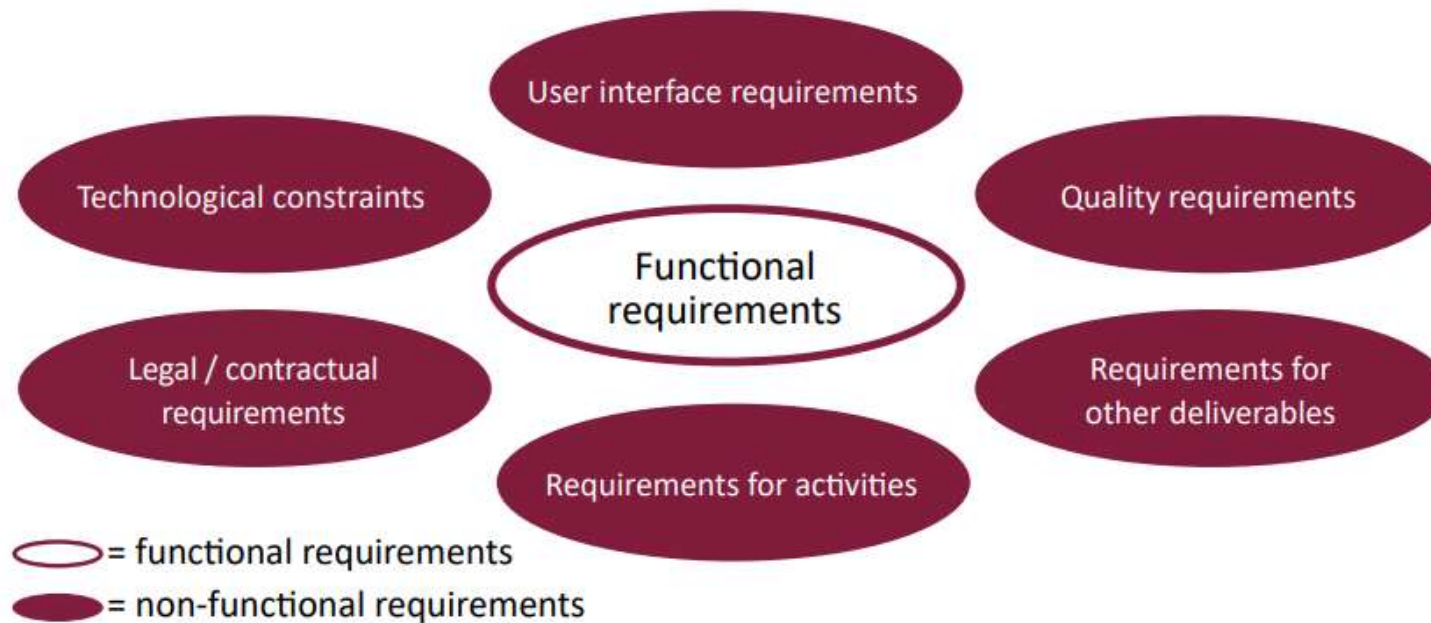 User interface requirements
Technological constraints
Quality requirements
Functional
requirements
Legal / contractual
requirements
Requirements for
other deliverables
Requirements for activities
= functional requirements
= non-functional requirements